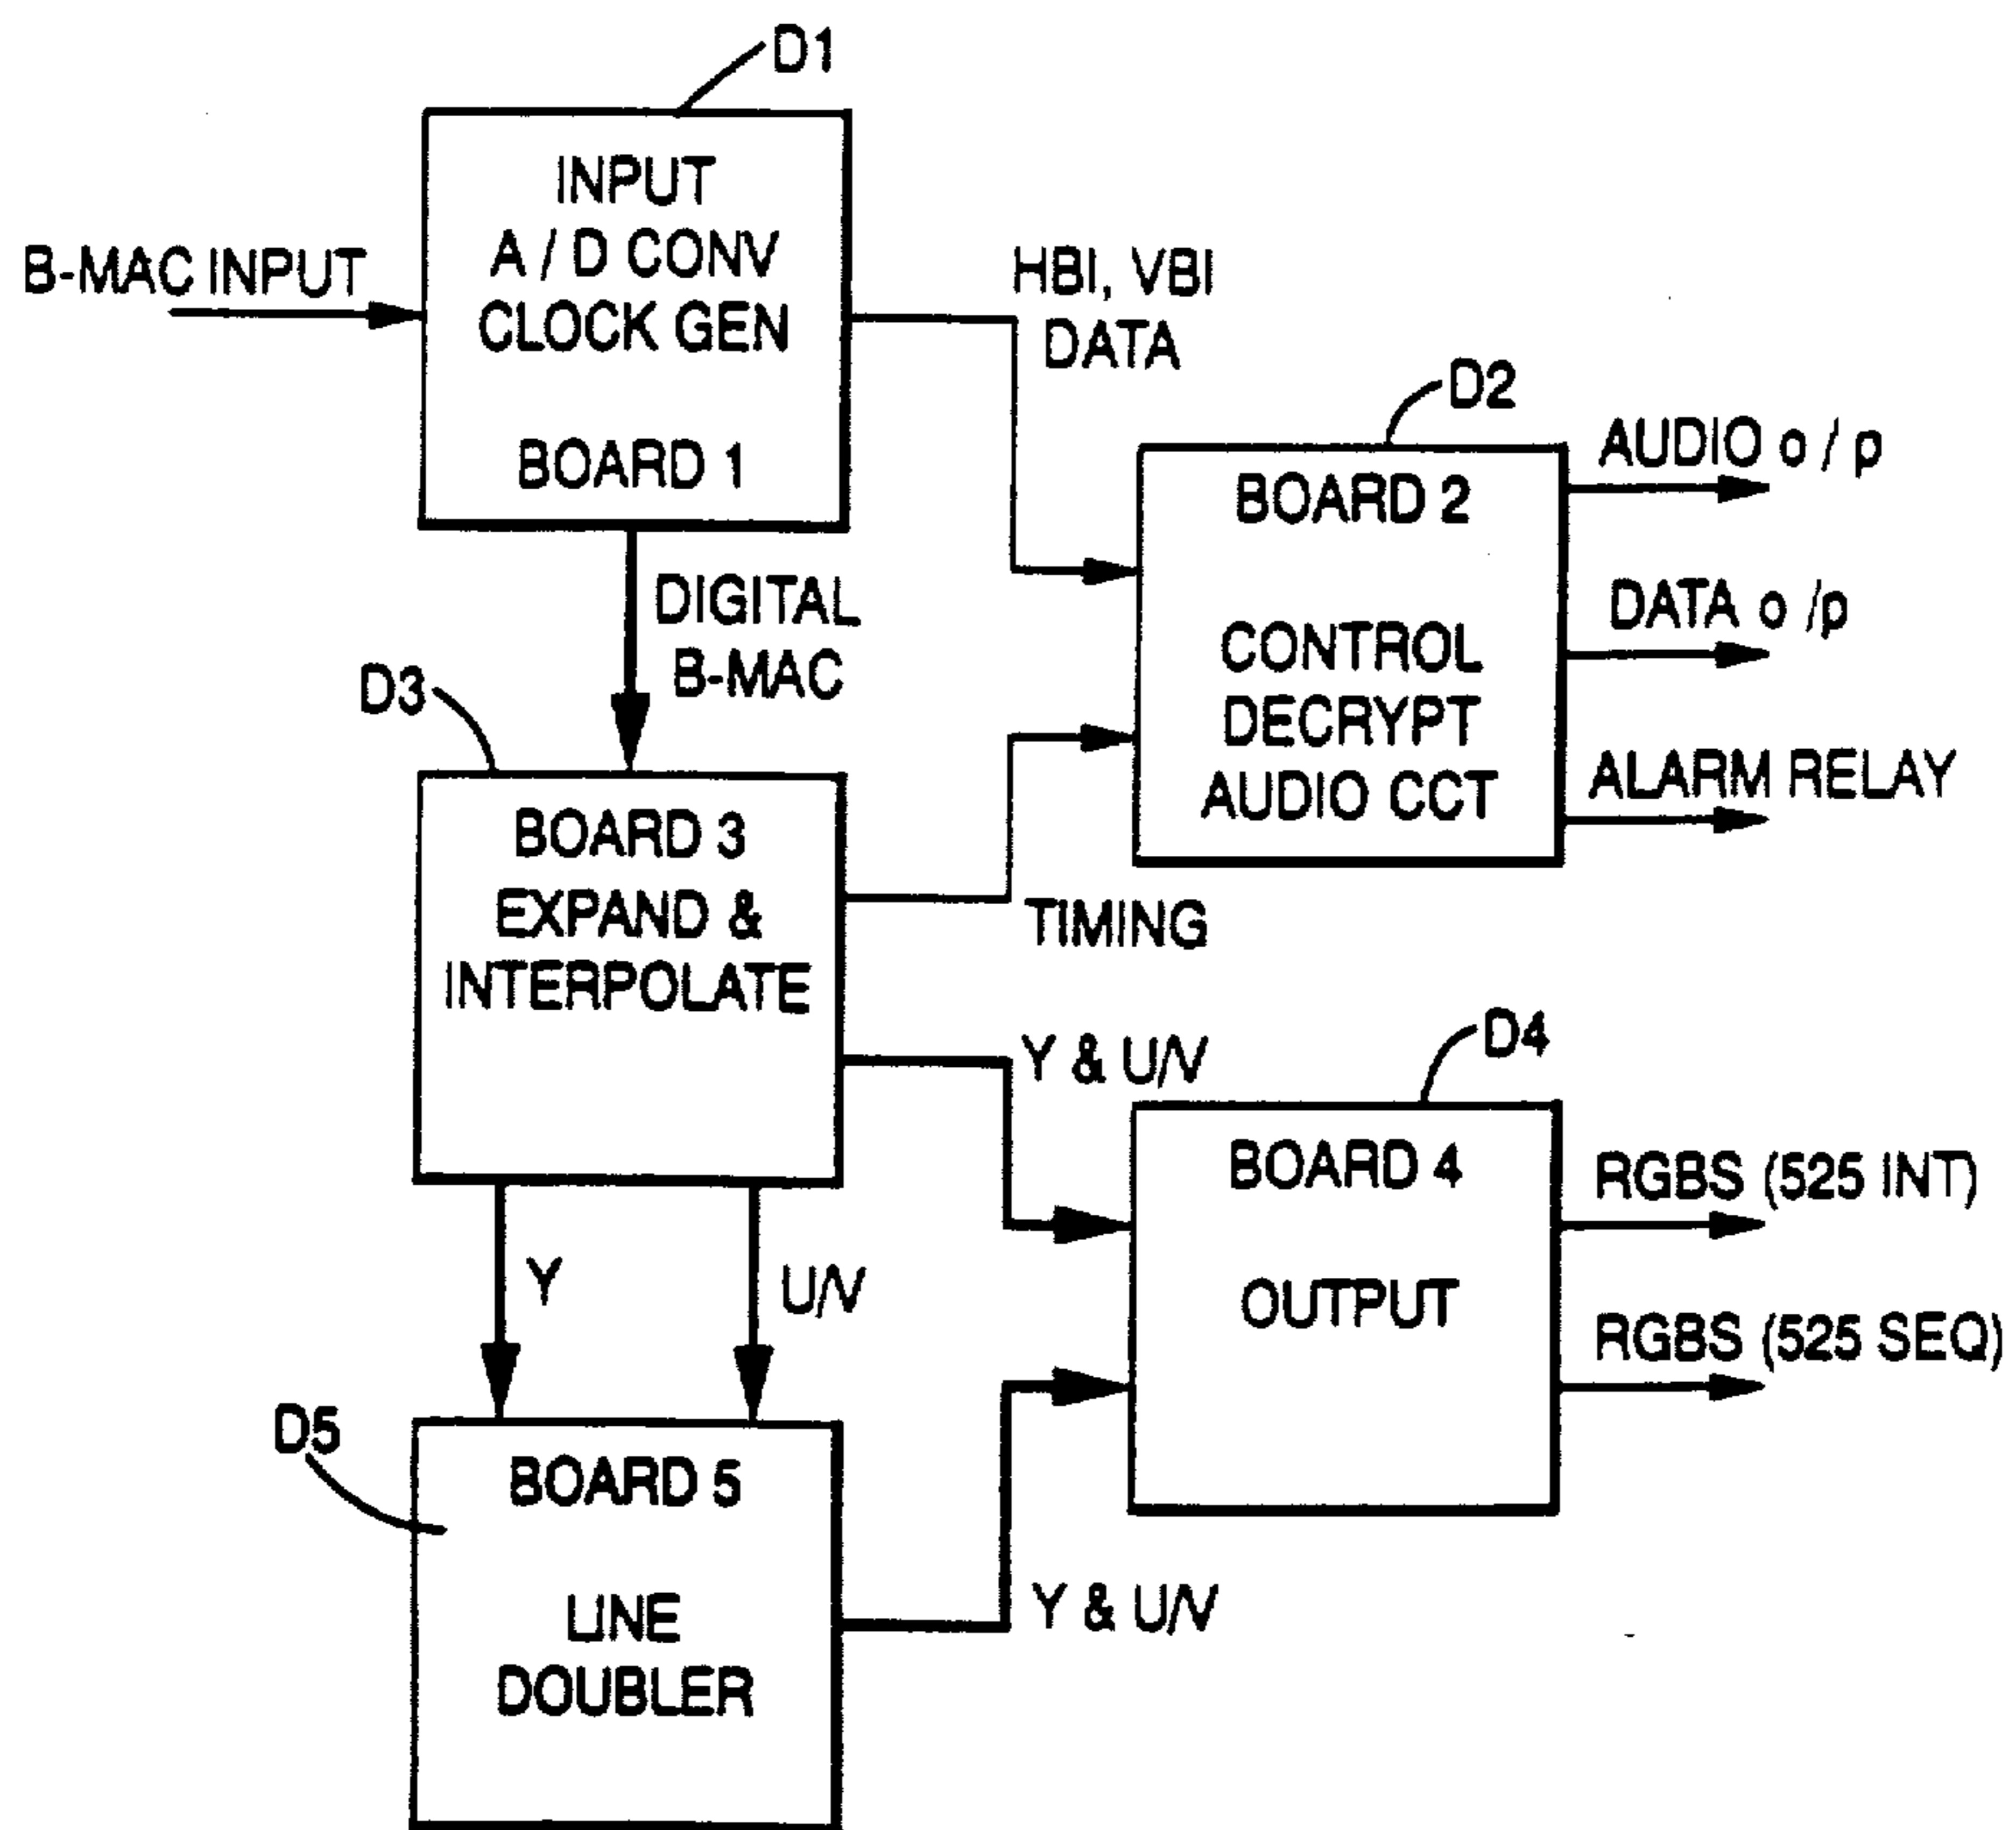 D1
INPUT
A / D CONV
CLOCK GEN
BOARD 1
B-MAC INPUT
HBI, VBI
DATA
D2
BOARD 2
CONTROL
DECRYPT
AUDIO CCT
AUDIO o / p
DATA o /p
ALARM RELAY
DIGITAL
B-MAC
D3
BOARD 3
EXPAND &
INTERPOLATE
TIMING
Y & U/V
D4
BOARD 4
OUTPUT
RGBS (525 INT)
RGBS (525 SEQ)
Y
U/V
D5
BOARD 5
LINE
DOUBLER
Y & U/V